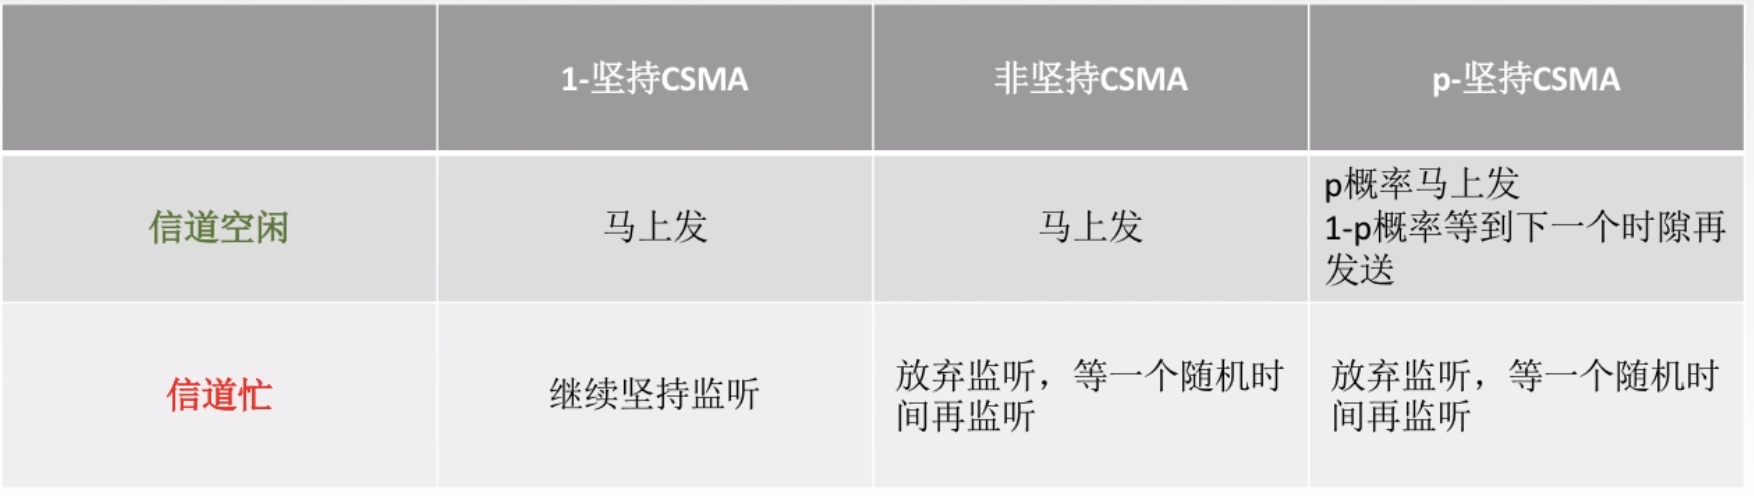 1-坚持CSMA
非坚持CSMA
p-坚持CSMA
信道空闲
马上发
马上发
p概率马上发
1-p概率等到下一个时隙再
发送
信道忙
继续坚持监听
放弃监听，等一个随机时
间再监听
放弃监听，等一个随机时
间再监听